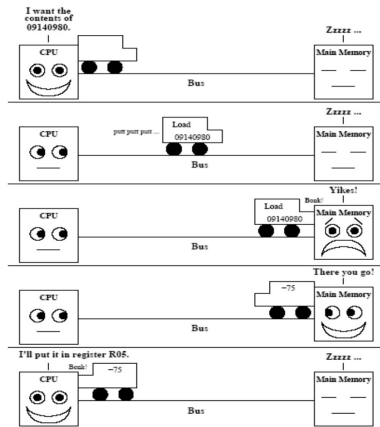 I want the
contents of
09140980.
Zzzzz ...
CPU
Main Memory
Bus
Zzzzz ...
CPU
putt putt putt ...
Load
09140980
Main Memory
Bus
Yikes!
CPU
Load
09140980
Bonk!
Main Memory
Bus
There you go!
CPU
−75
Main Memory
Bus
I'll put it in register R05.
Zzzzz ...
CPU
Bonk!
−75
Main Memory
Bus